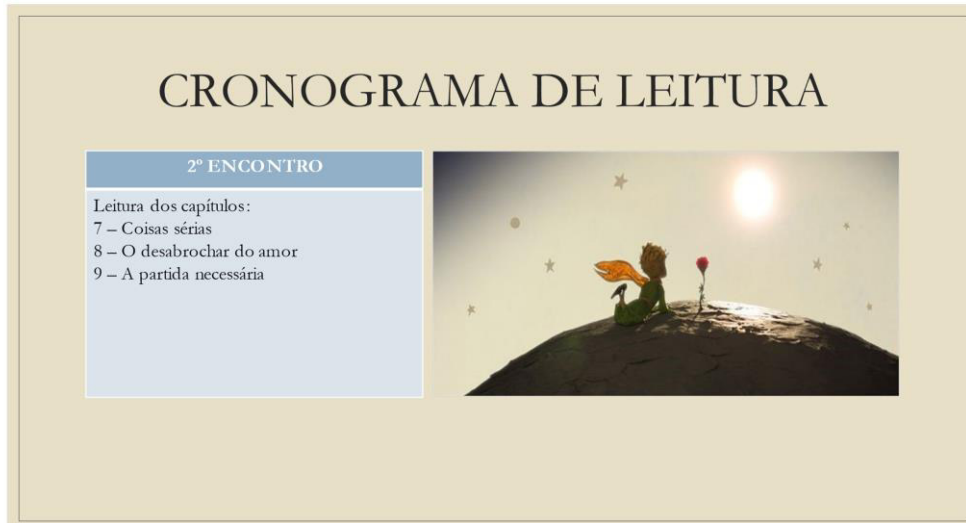 CRONOGRAMA DE LEITURA
2º ENCONTRO
Leitura dos capítulos:
7 – Coisas sérias
8 – O desabrochar do amor
9 – A partida necessária